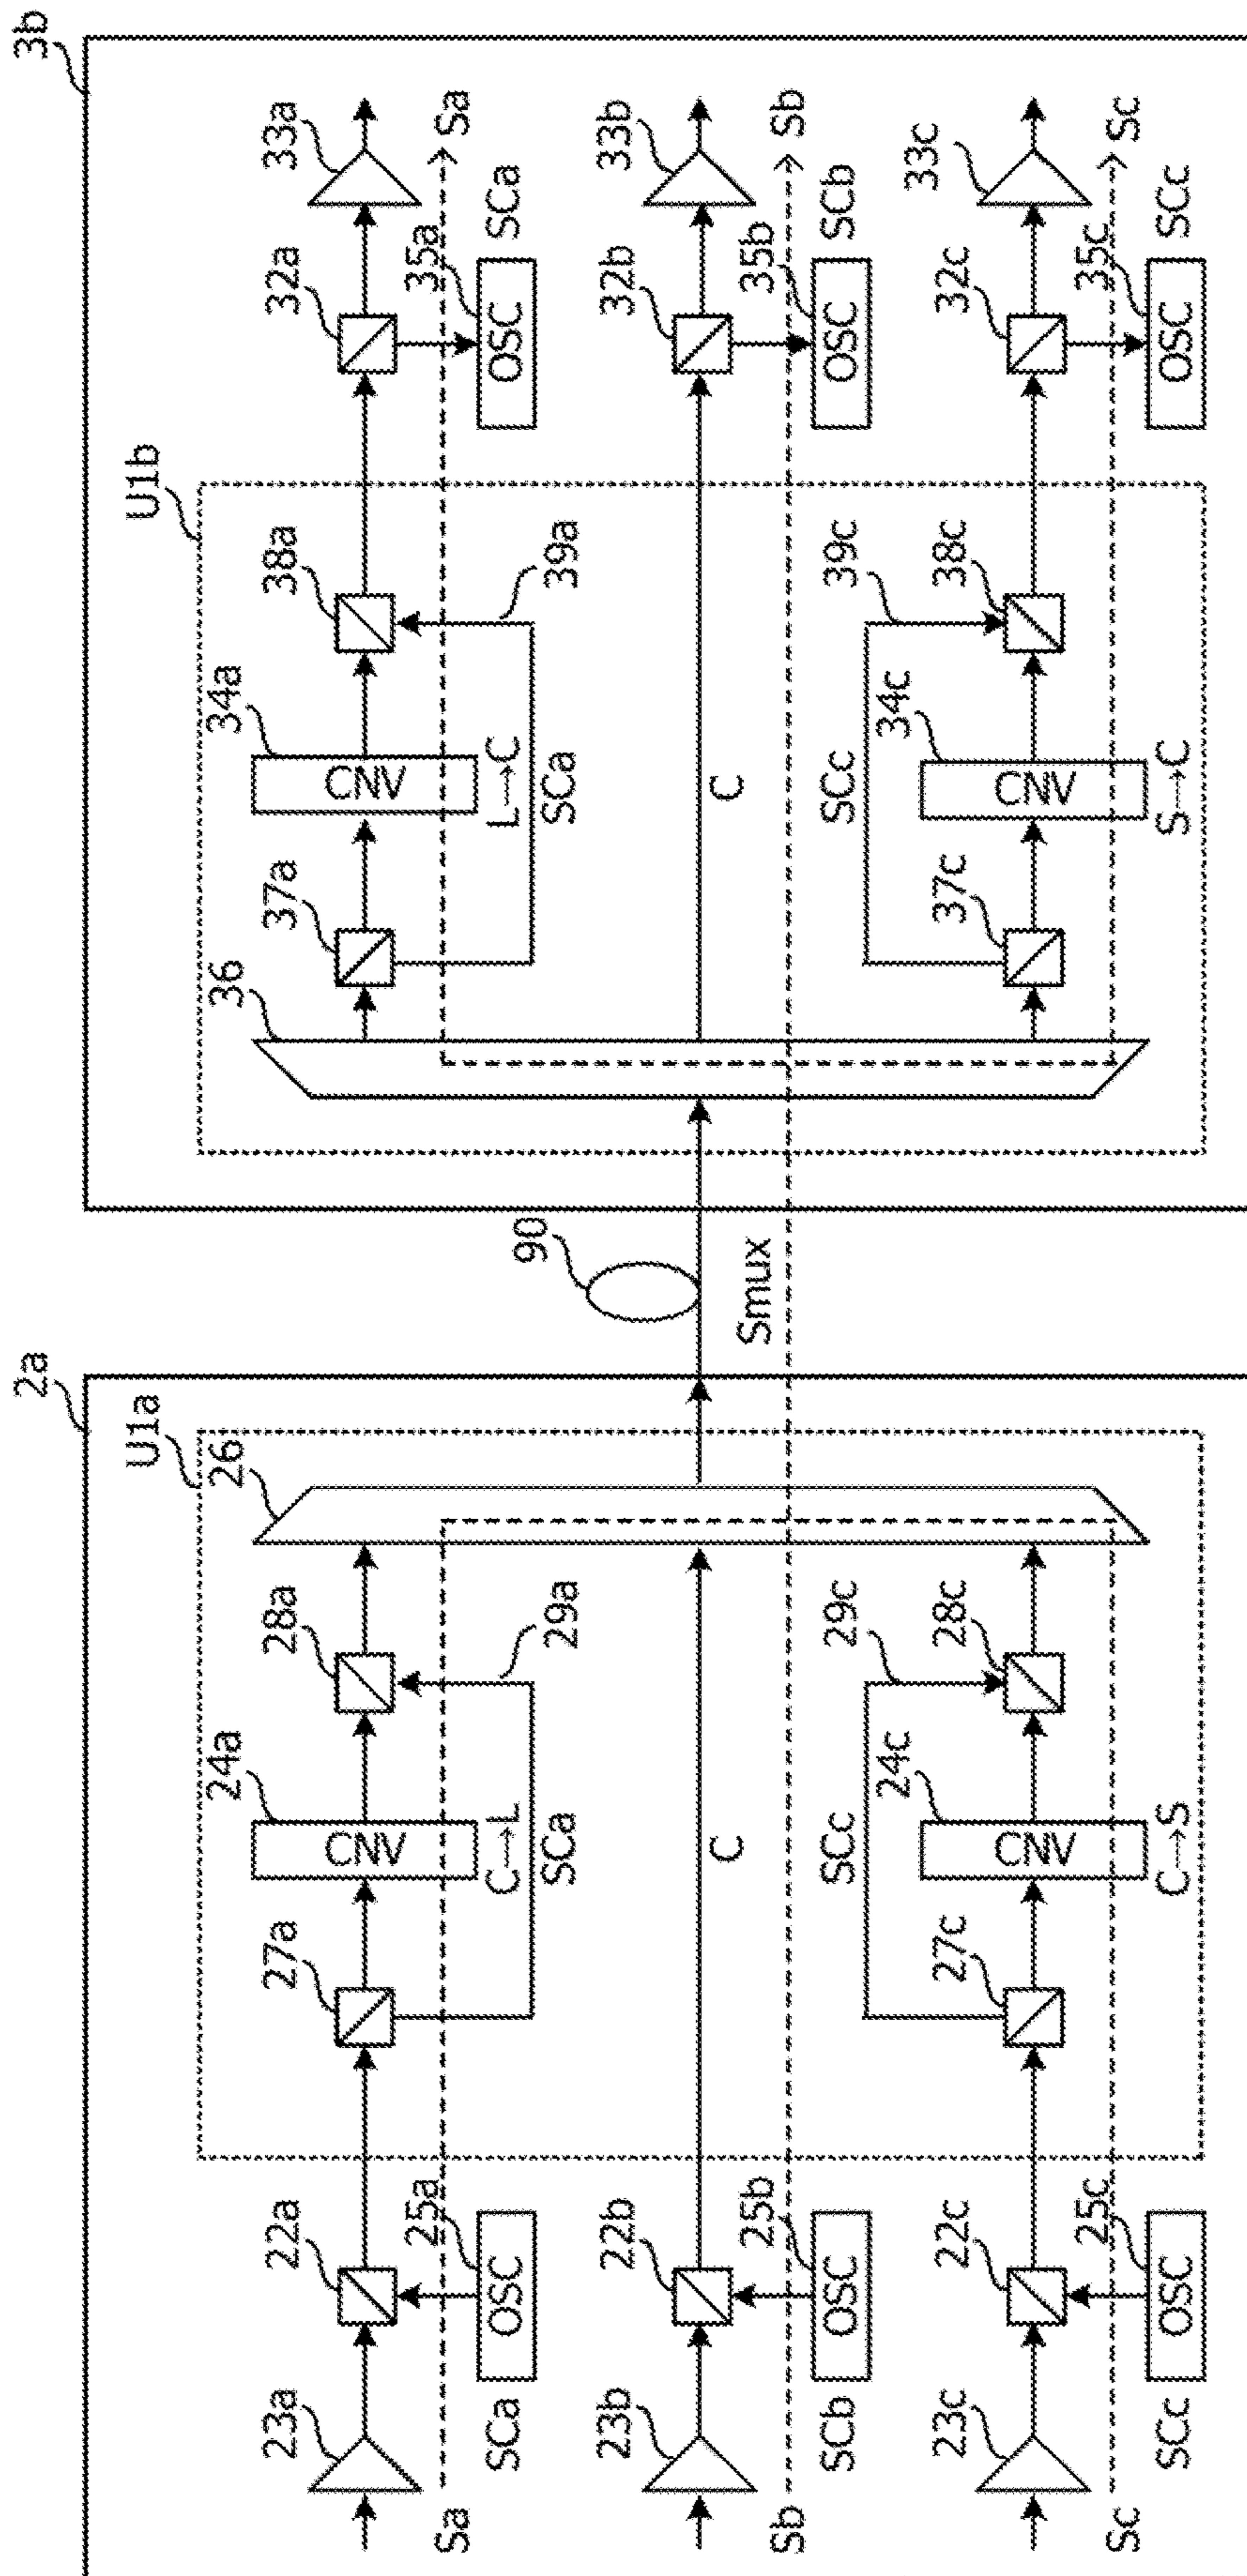 2a
3b
U1a
U1b
23a
22a
27a
24a
28a
26
36
37a
34a
38a
32a
33a
CNV
CNV
Sa
25a
29a
39a
35a
Sa
SCa
OSC
C→L
L→C
OSC
SCa
SCa
SCa
90
23b
22b
32b
33b
C
C
Smux
Sb
25b
35b
Sb
SCb
OSC
OSC
SCb
SCc
29c
SCc
39c
23c
22c
27c
24c
28c
37c
34c
38c
32c
33c
CNV
CNV
Sc
25c
35c
Sc
SCc
OSC
C→S
S→C
OSC
SCc